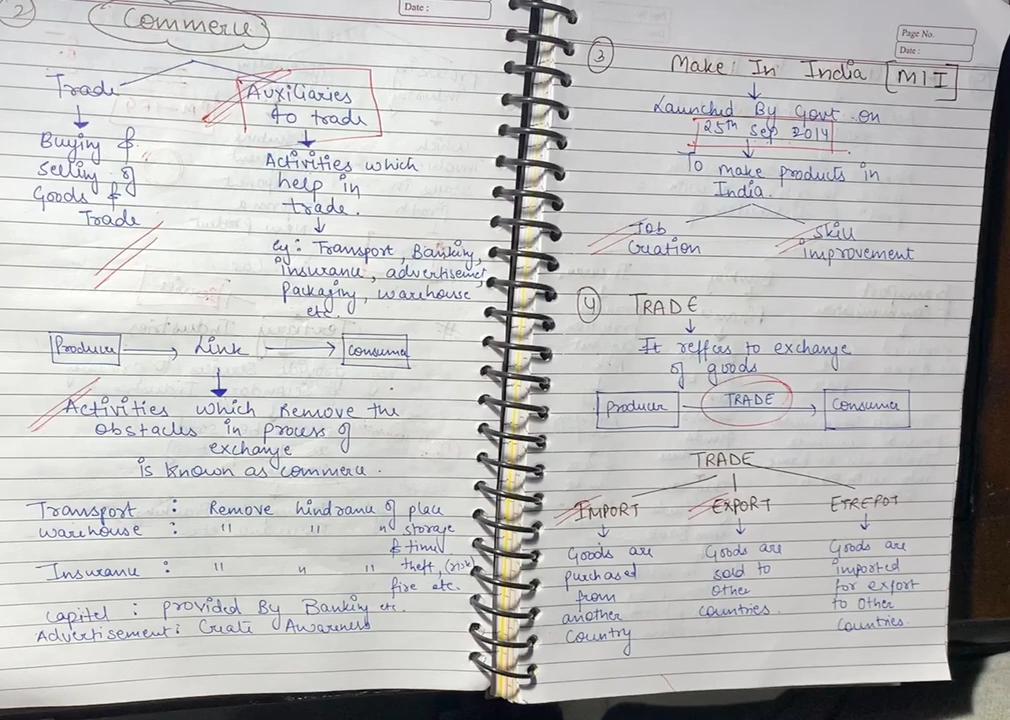 Date :
2
Commerce
Trade
Auxiliaries
to trade
Buying &
Selling of
Goods &
Trade
Activities which
help in
trade.
eg: Transport, Banking,
insurance, advertisemet,
packaging, warehouse
etc.
Producer
Link
consumer
Activities which Remove the
obstacles in process of
exchange
is known as commerce.
Transport : Remove hindrance of place
warehouse : " " " storage
& time
Insurance : " " " theft, (risk)
fire etc.
capitel : provided By Banking etc.
Advertisement : Create Awareness
Page No.
Date :
3
Make In India [MII]
Launched By Govt on
25th Sep 2014
To make products in
India.
Job
Creation
Skill
improvement
4 TRADE
It reffers to exchange
of goods
Producer
TRADE
Consumer
TRADE
IMPORT
EXPORT
ETREPOT
Goods are
purchased
from
another
Country
Goods are
sold to
other
countries.
Goods are
imported
for export
to other
Countries.